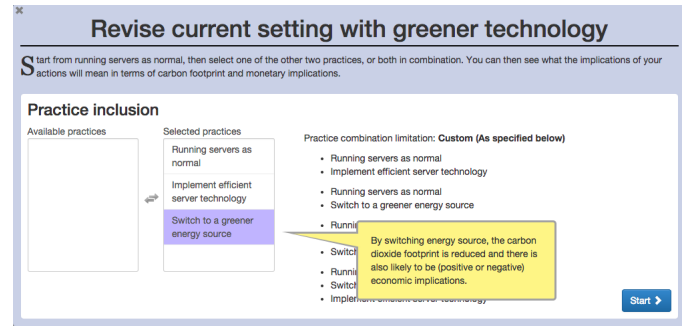 ×
Revise current setting with greener technology
Start from running servers as normal, then select one of the other two practices, or both in combination. You can then see what the implications of your
actions will mean in terms of carbon footprint and monetary implications.
Practice inclusion
Available practices
Selected practices
Running servers as
normal
Implement efficient
server technology
Switch to a greener
energy source
Practice combination limitation: Custom (As specified below)
• Running servers as normal
• Implement efficient server technology
• Running servers as normal
• Switch to a greener energy source
By switching energy source, the carbon
dioxide footprint is reduced and there is
also likely to be (positive or negative)
economic implications.
Start